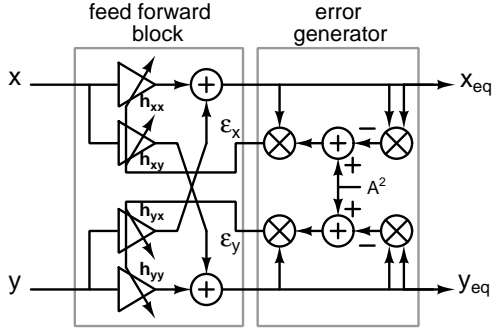 feed forward
block
error
generator
x
x_eq
h_xx
ε_x
h_xy
+
−
+
A²
+
h_yx
ε_y
+
−
h_yy
+
y
y_eq
+